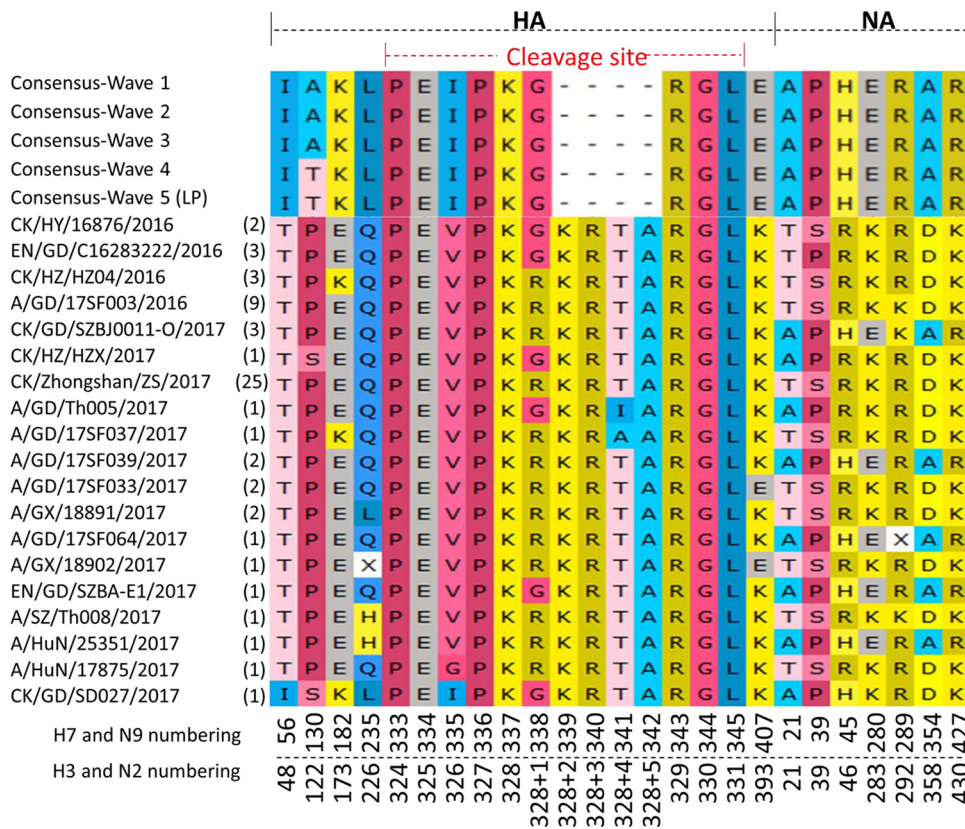 HA NA
Cleavage site
Consensus-Wave 1 I A K L P E I P K G - - - - R G L E A P H E R A R
Consensus-Wave 2 I A K L P E I P K G - - - - R G L E A P H E R A R
Consensus-Wave 3 I A K L P E I P K G - - - - R G L E A P H E R A R
Consensus-Wave 4 I T K L P E I P K G - - - - R G L E A P H E R A R
Consensus-Wave 5 (LP) I T K L P E I P K G - - - - R G L E A P H E R A R
CK/HY/16876/2016 (2) T P E Q P E V P K G K R T A R G L K T S R K R D K
EN/GD/C16283222/2016 (3) T P E Q P E V P K G K R T A R G L K T P R K R D K
CK/HZ/HZ04/2016 (3) T P K Q P E V P K R K R T A R G L K T S R K R D K
A/GD/17SF003/2016 (9) T P E Q P E V P K R K R T A R G L K T S R K K D K
CK/GD/SZBJ0011-O/2017 (3) T P E Q P E V P K R K R T A R G L K A P H E K A R
CK/HZ/HZX/2017 (1) T S E Q P E V P K G K R T A R G L K A P R K R D K
CK/Zhongshan/ZS/2017 (25) T P E Q P E V P K R K R T A R G L K T S R K R D K
A/GD/Th005/2017 (1) T P E Q P E V P K G K R I A R G L K A P R K R D K
A/GD/17SF037/2017 (1) T P K Q P E V P K R K R A A R G L K T S R K R D K
A/GD/17SF039/2017 (2) T P E Q P E V P K R K R T A R G L K A P H E R A R
A/GD/17SF033/2017 (2) T P E Q P E V P K R K R T A R G L E T S R K R D K
A/GX/18891/2017 (2) T P E L P E V P K R K R T A R G L K T S R K R D K
A/GD/17SF064/2017 (1) T P E Q P E V P K R K R T A R G L K A P H E X A R
A/GX/18902/2017 (1) T P E X P E V P K R K R T A R G L E T S R K R D K
EN/GD/SZBA-E1/2017 (1) T P E Q P E V P K G K R T A R G L K A P H E R A R
A/SZ/Th008/2017 (1) T P E H P E V P K R K R T A R G L K T S R K K D K
A/HuN/25351/2017 (1) T P E H P E V P K R K R T A R G L K A P H E R A R
A/HuN/17875/2017 (1) T P E Q P E G P K R K R T A R G L K T S R K R D K
CK/GD/SD027/2017 (1) I S K L P E I P K G K R T A R G L K A P H K R D K
H7 and N9 numbering 56 130 182 235 333 334 335 336 337 338 339 340 341 342 343 344 345 407 21 39 45 280 289 354 427
H3 and N2 numbering 48 122 173 226 324 325 326 327 328 328+1 328+2 328+3 328+4 328+5 329 330 331 393 21 39 46 283 292 358 430